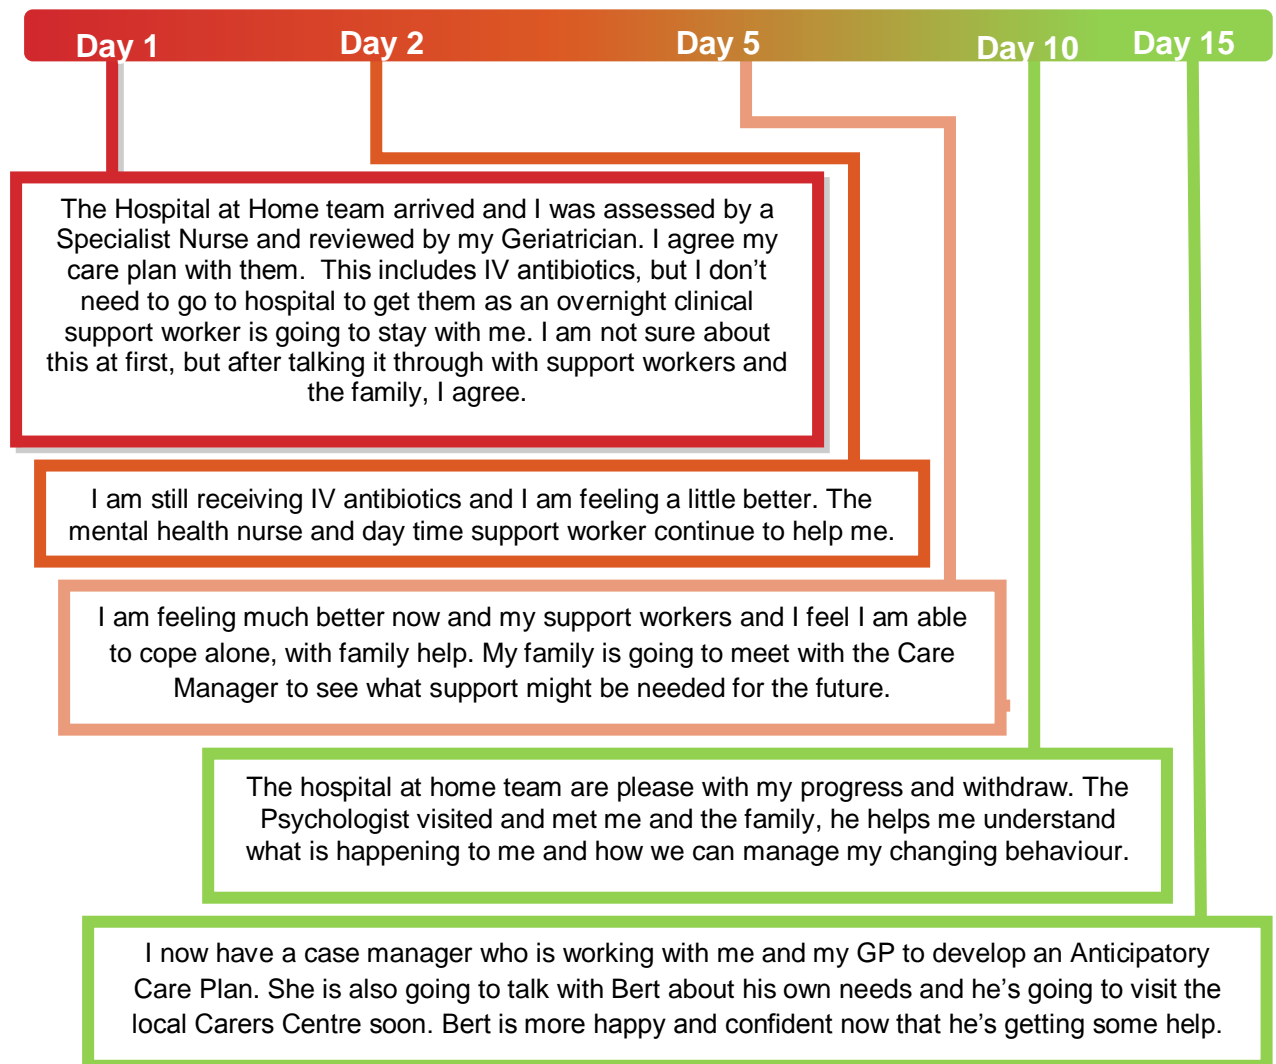 Day 1 Day 2 Day 5 Day 10 Day 15
The Hospital at Home team arrived and I was assessed by a
Specialist Nurse and reviewed by my Geriatrician. I agree my
care plan with them.  This includes IV antibiotics, but I don’t
need to go to hospital to get them as an overnight clinical
support worker is going to stay with me. I am not sure about
this at first, but after talking it through with support workers and
the family, I agree.
I am still receiving IV antibiotics and I am feeling a little better. The
mental health nurse and day time support worker continue to help me.
I am feeling much better now and my support workers and I feel I am able
to cope alone, with family help. My family is going to meet with the Care
Manager to see what support might be needed for the future.
The hospital at home team are please with my progress and withdraw. The
Psychologist visited and met me and the family, he helps me understand
what is happening to me and how we can manage my changing behaviour.
I now have a case manager who is working with me and my GP to develop an Anticipatory
Care Plan. She is also going to talk with Bert about his own needs and he’s going to visit the
local Carers Centre soon. Bert is more happy and confident now that he’s getting some help.